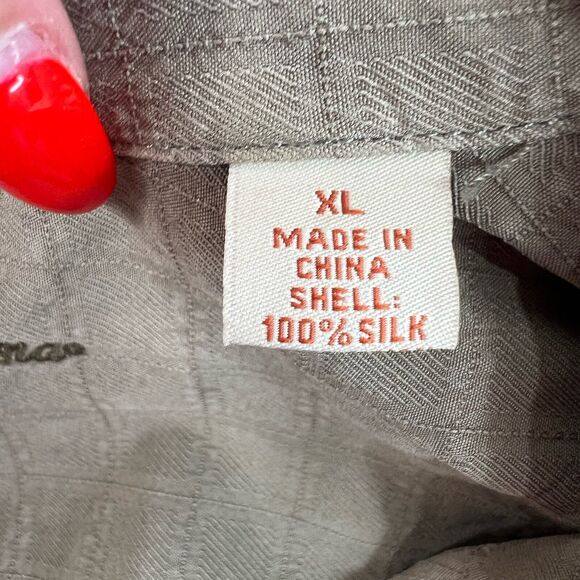 XL
MADE IN
CHINA
SHELL:
100% SILK